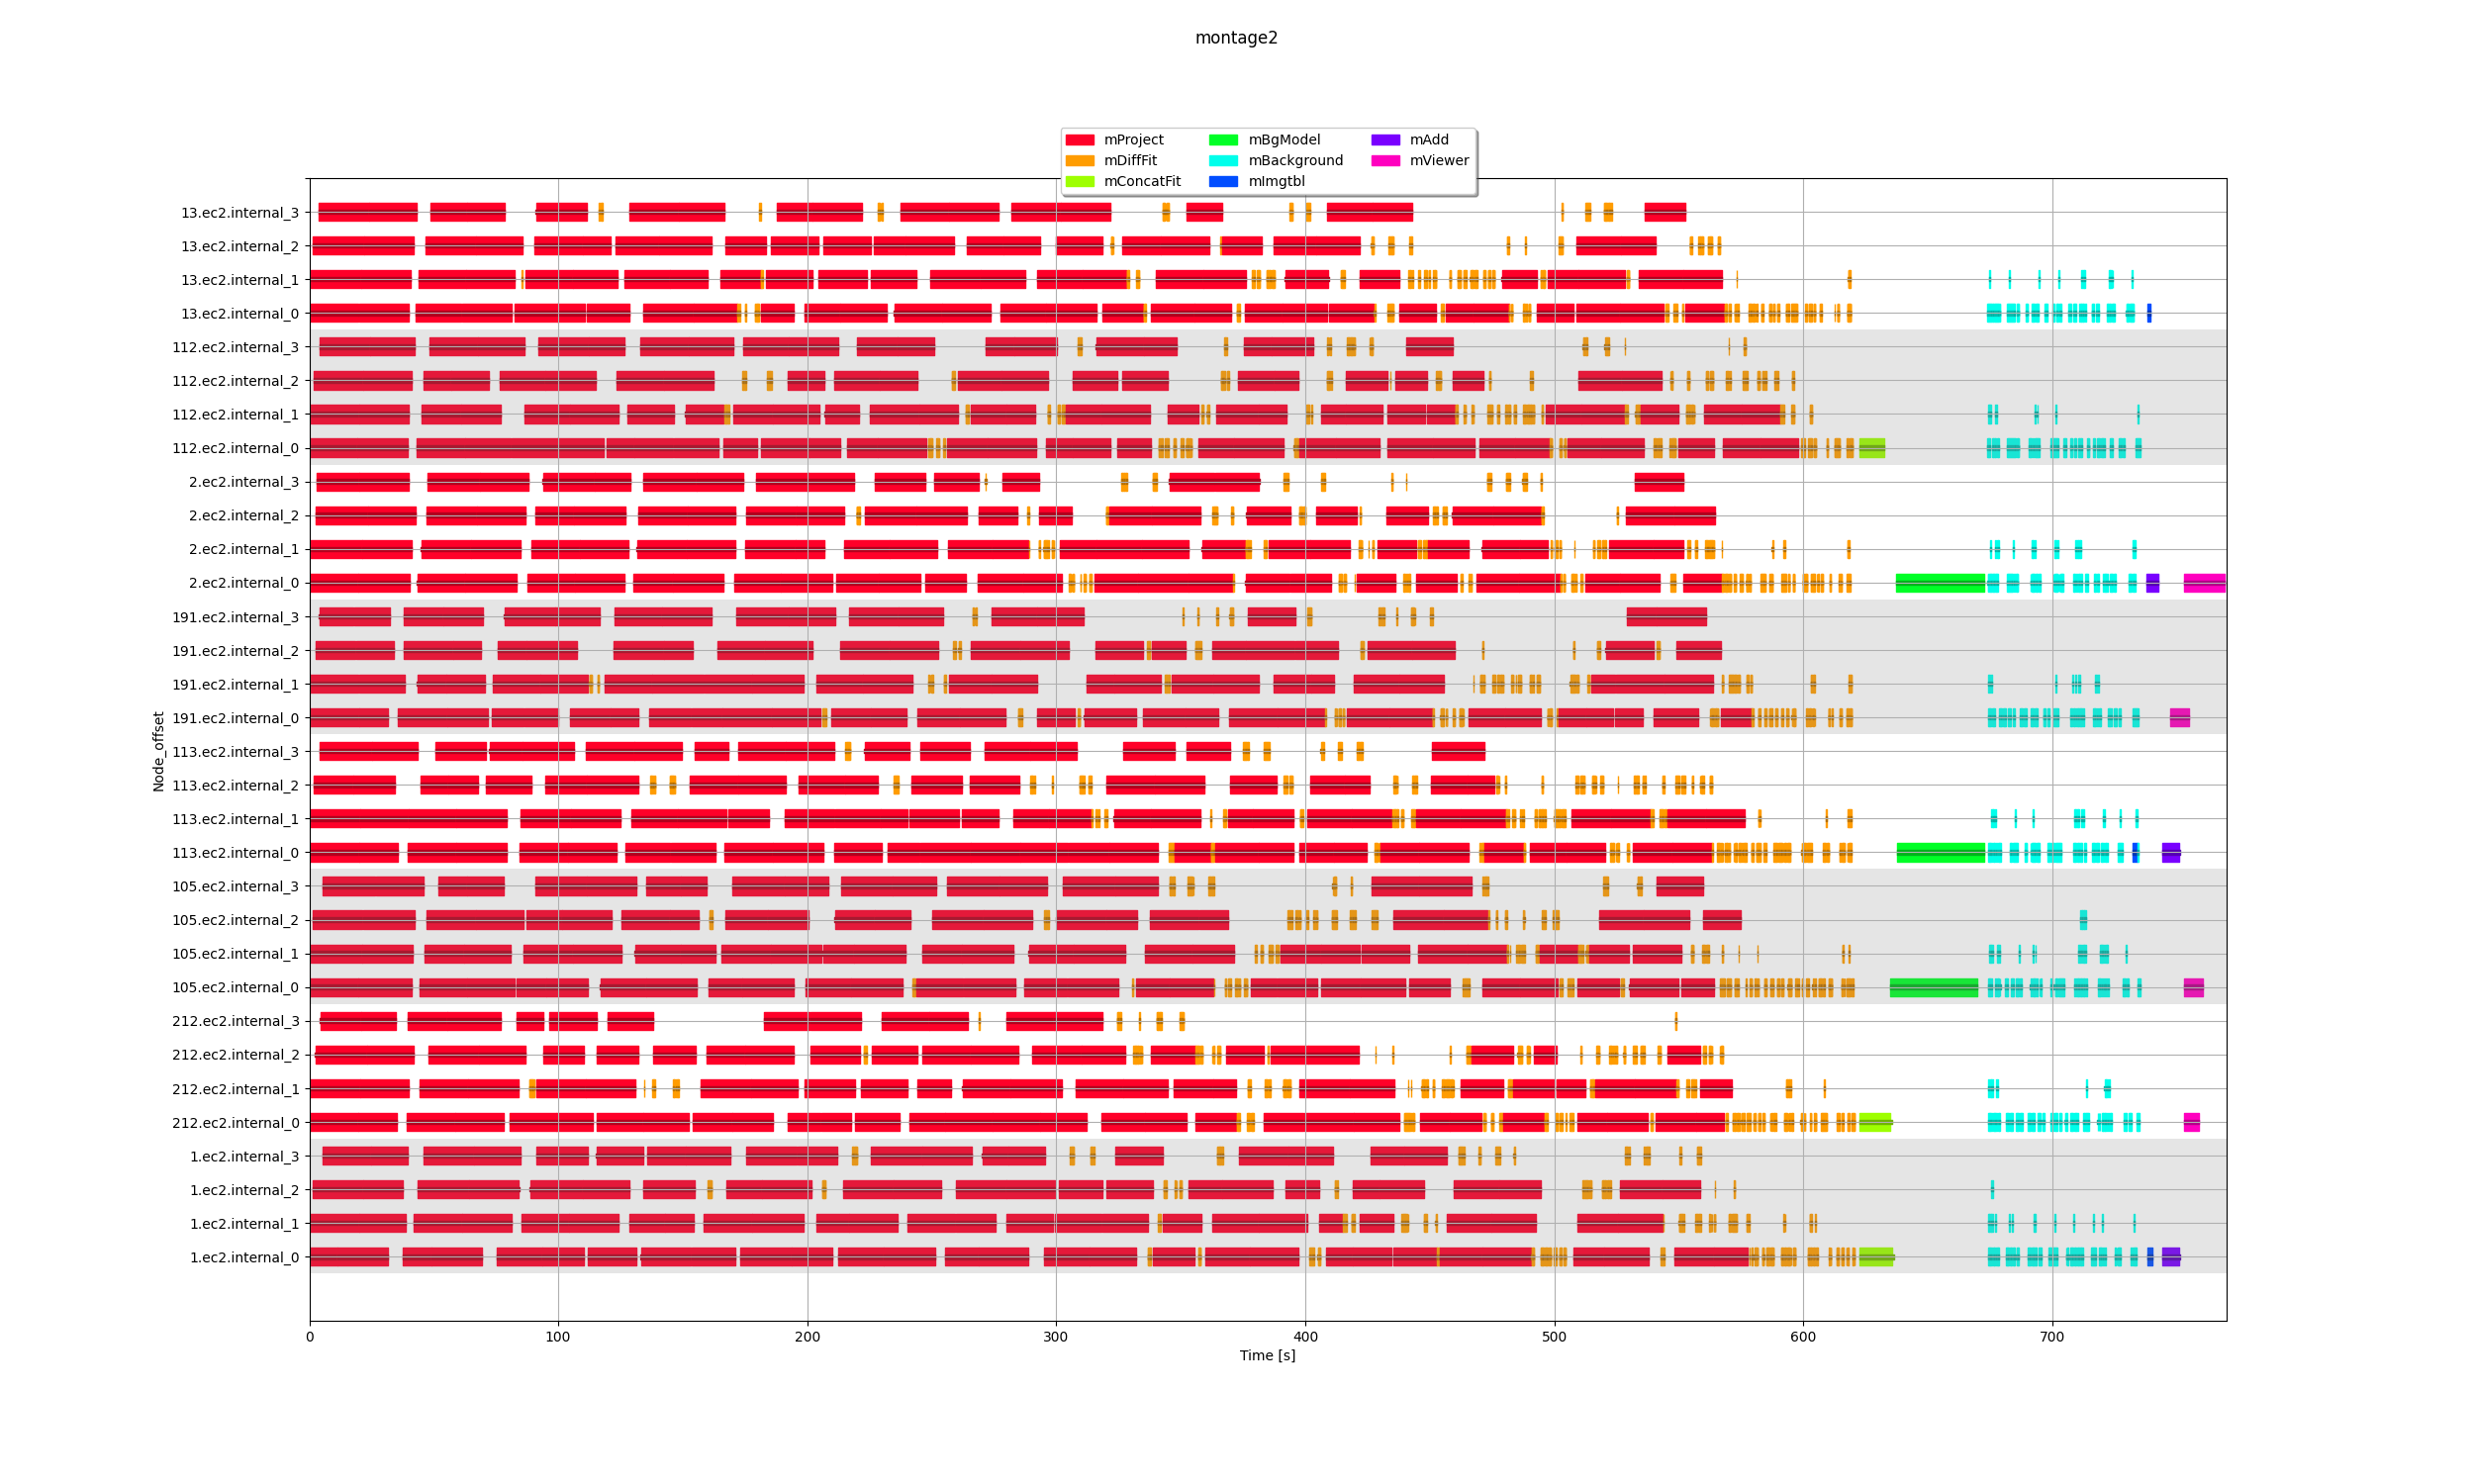 montage2
mProject
mDiffFit
mConcatFit
mBgModel
mBackground
mImgtbl
mAdd
mViewer
Node_offset
13.ec2.internal_3
13.ec2.internal_2
13.ec2.internal_1
13.ec2.internal_0
112.ec2.internal_3
112.ec2.internal_2
112.ec2.internal_1
112.ec2.internal_0
2.ec2.internal_3
2.ec2.internal_2
2.ec2.internal_1
2.ec2.internal_0
191.ec2.internal_3
191.ec2.internal_2
191.ec2.internal_1
191.ec2.internal_0
113.ec2.internal_3
113.ec2.internal_2
113.ec2.internal_1
113.ec2.internal_0
105.ec2.internal_3
105.ec2.internal_2
105.ec2.internal_1
105.ec2.internal_0
212.ec2.internal_3
212.ec2.internal_2
212.ec2.internal_1
212.ec2.internal_0
1.ec2.internal_3
1.ec2.internal_2
1.ec2.internal_1
1.ec2.internal_0
0 100 200 300 400 500 600 700
Time [s]